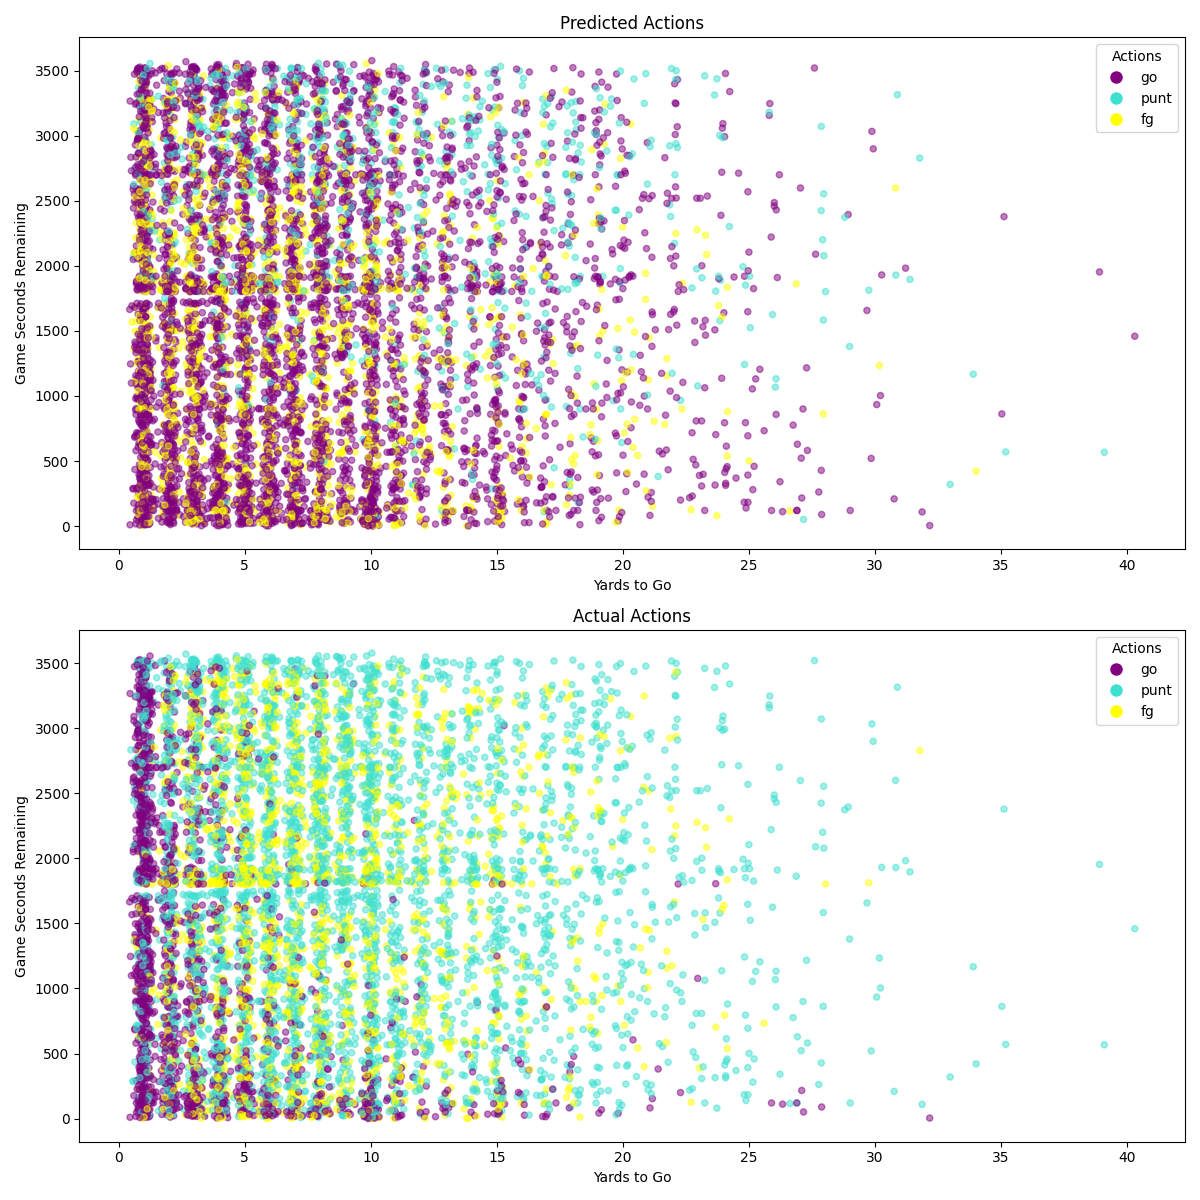 Predicted Actions
Game Seconds Remaining
3500
3000
2500
2000
1500
1000
500
0
Actions
go
punt
fg
0 5 10 15 20 25 30 35 40
Yards to Go
Actual Actions
Game Seconds Remaining
3500
3000
2500
2000
1500
1000
500
0
Actions
go
punt
fg
0 5 10 15 20 25 30 35 40
Yards to Go